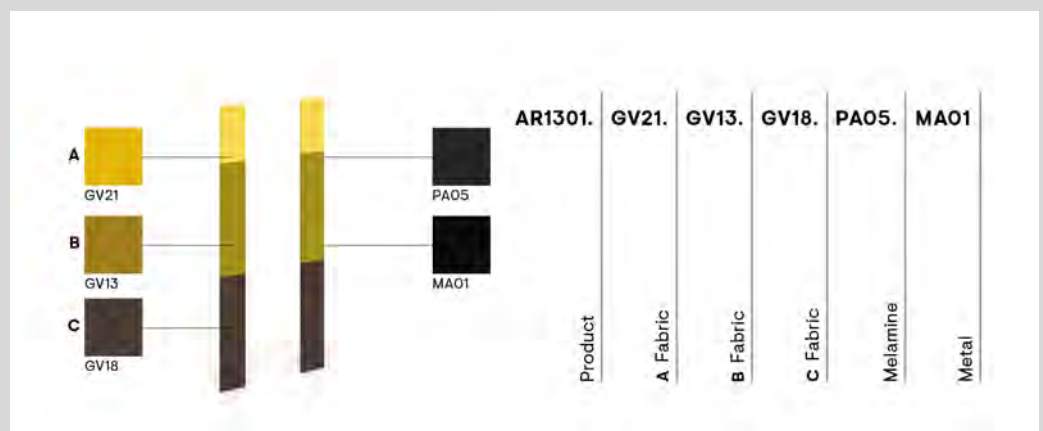 A
GV21
B
GV13
C
GV18
PA05
MA01
AR1301. GV21. GV13. GV18. PA05. MA01
Product
A Fabric
B Fabric
C Fabric
Melamine
Metal